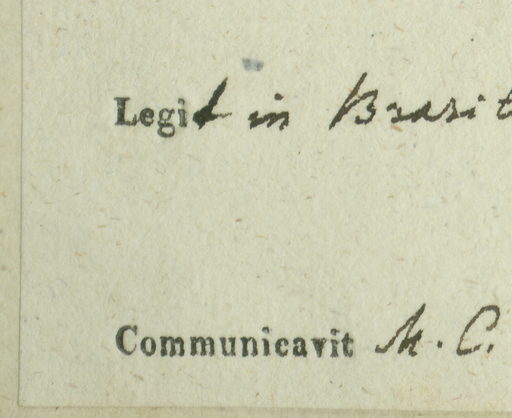 Legit in Brasi
Communicavit M. C.